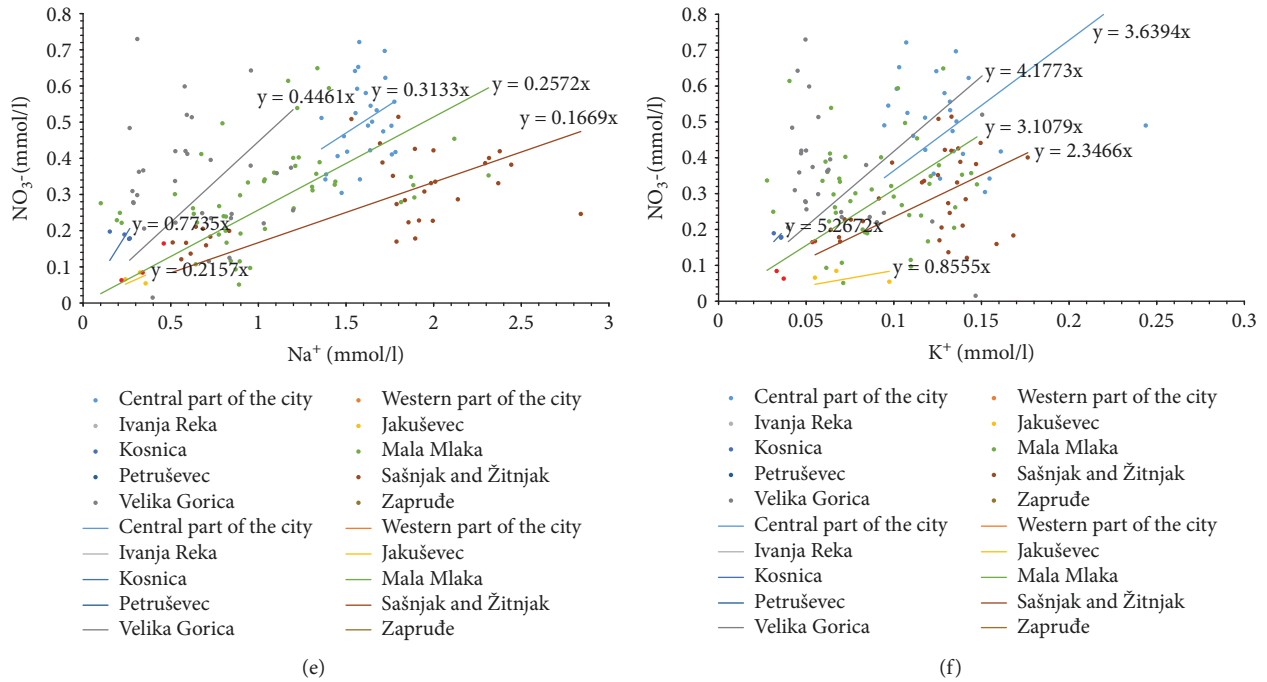 0.8
0.7
0.6
0.5
0.4
0.3
0.2
0.1
0
NO3- (mmol/l)
y = 0.4461x
y = 0.3133x
y = 0.2572x
y = 0.1669x
y = 0.7735x
y = 0.2157x
0 0.5 1 1.5 2 2.5 3
Na+ (mmol/l)
Central part of the city Western part of the city
Ivanja Reka Jakuševec
Kosnica Mala Mlaka
Petruševec Sašnjak and Žitnjak
Velika Gorica Zapruđe
Central part of the city Western part of the city
Ivanja Reka Jakuševec
Kosnica Mala Mlaka
Petruševec Sašnjak and Žitnjak
Velika Gorica Zapruđe
(e)
0.8
0.7
0.6
0.5
0.4
0.3
0.2
0.1
0
NO3- (mmol/l)
y = 3.6394x
y = 4.1773x
y = 3.1079x
y = 2.3466x
y = 5.2672x
y = 0.8555x
0 0.05 0.1 0.15 0.2 0.25 0.3
K+ (mmol/l)
Central part of the city Western part of the city
Ivanja Reka Jakuševec
Kosnica Mala Mlaka
Petruševec Sašnjak and Žitnjak
Velika Gorica Zapruđe
Central part of the city Western part of the city
Ivanja Reka Jakuševec
Kosnica Mala Mlaka
Petruševec Sašnjak and Žitnjak
Velika Gorica Zapruđe
(f)